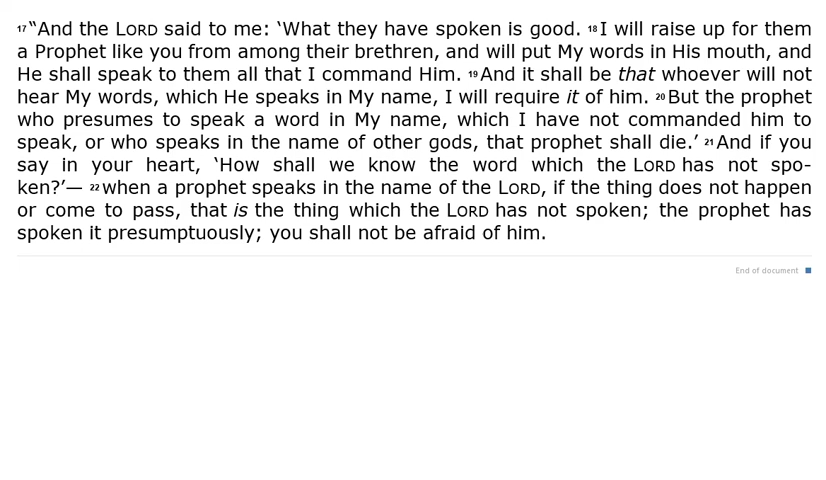 17“And the LORD said to me: ‘What they have spoken is good. 18I will raise up for them
a Prophet like you from among their brethren, and will put My words in His mouth, and
He shall speak to them all that I command Him. 19And it shall be that whoever will not
hear My words, which He speaks in My name, I will require it of him. 20But the prophet
who presumes to speak a word in My name, which I have not commanded him to
speak, or who speaks in the name of other gods, that prophet shall die.’ 21And if you
say in your heart, ‘How shall we know the word which the LORD has not spo-
ken?’— 22when a prophet speaks in the name of the LORD, if the thing does not happen
or come to pass, that is the thing which the LORD has not spoken; the prophet has
spoken it presumptuously; you shall not be afraid of him.
End of document